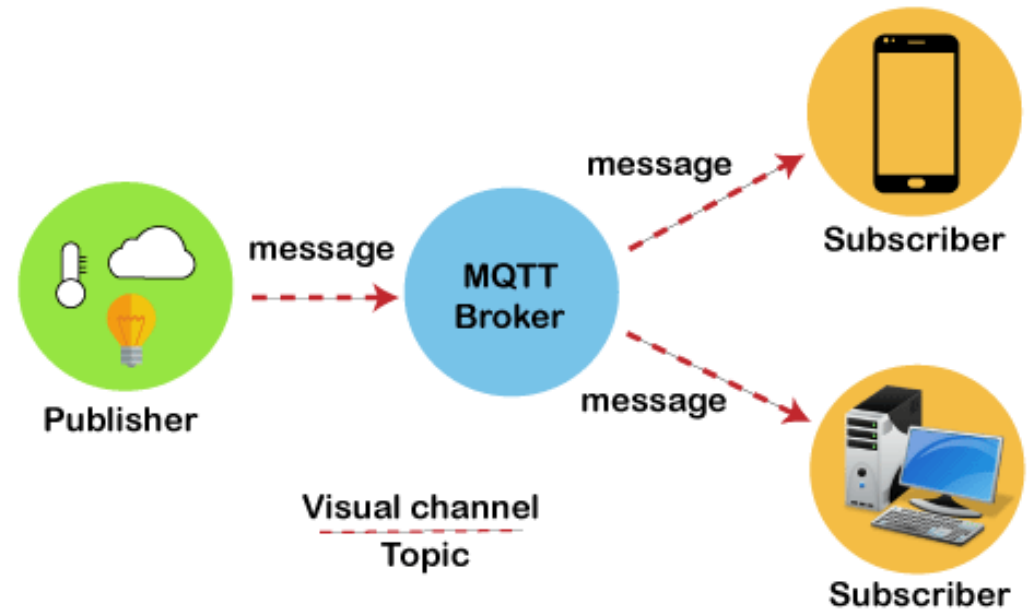 message
Subscriber
message
MQTT
Broker
Publisher
message
Visual channel
Topic
Subscriber